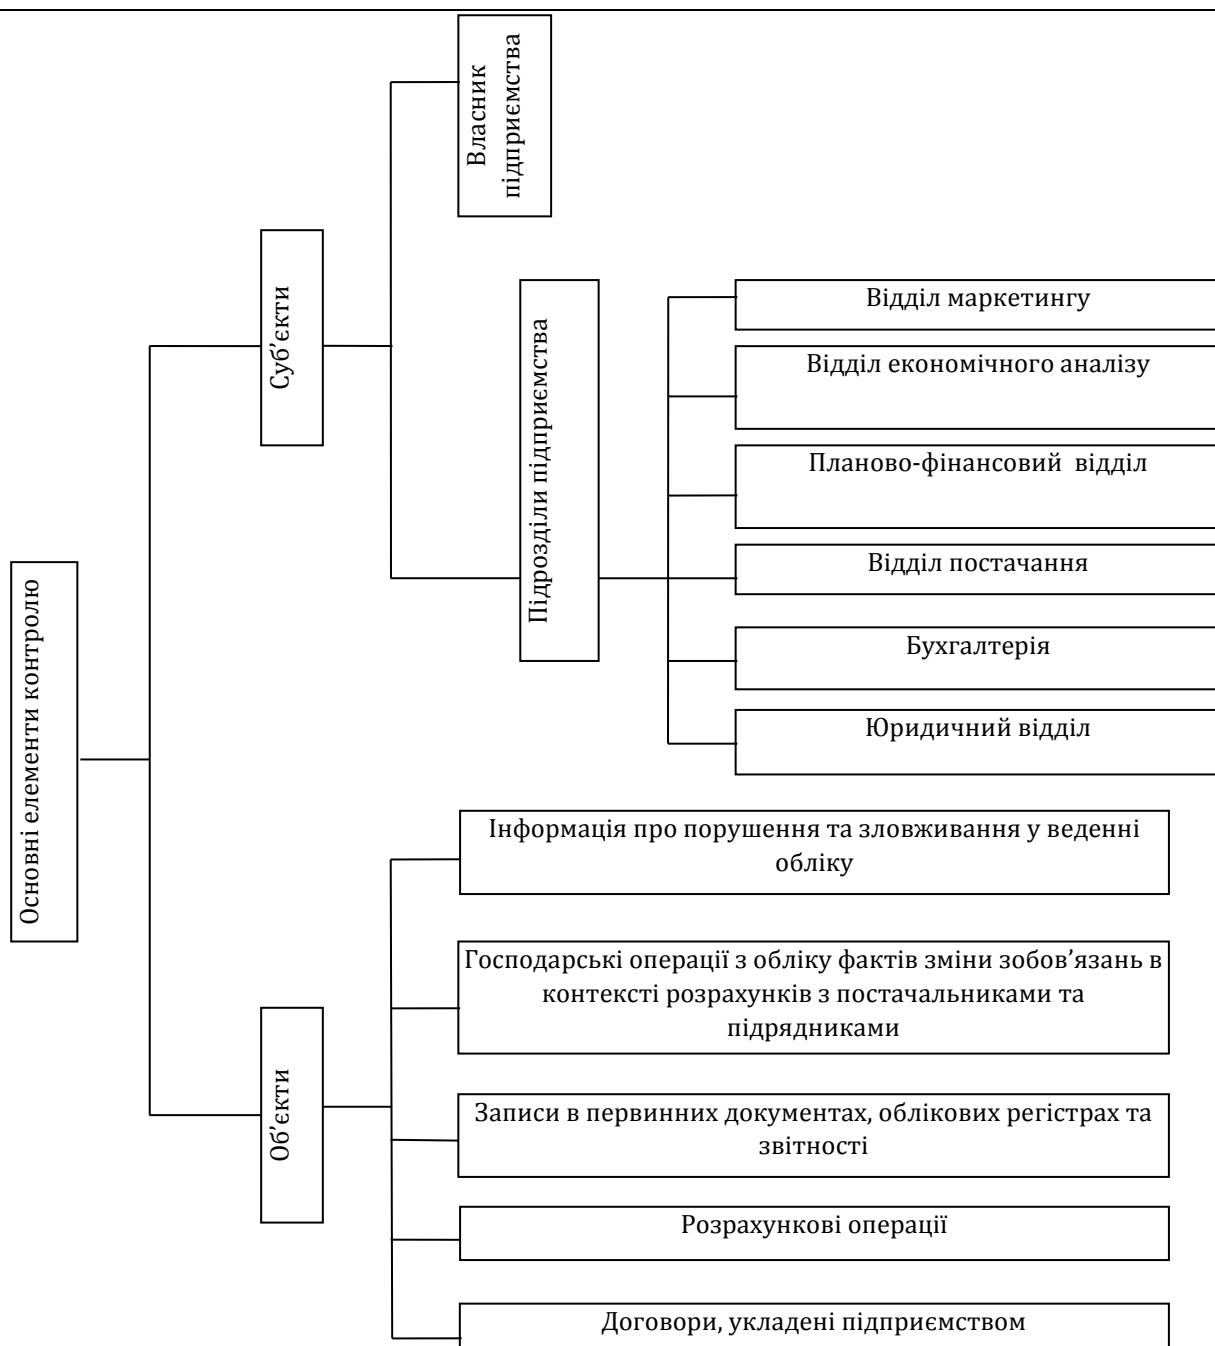 Власник
підприємства
Суб’єкти
Підрозділи підприємства
Відділ маркетингу
Відділ економічного аналізу
Планово-фінансовий відділ
Відділ постачання
Бухгалтерія
Юридичний відділ
Основні елементи контролю
Інформація про порушення та зловживання у веденні
обліку
Господарські операції з обліку фактів зміни зобов’язань в
контексті розрахунків з постачальниками та
підрядниками
Об’єкти
Записи в первинних документах, облікових регістрах та
звітності
Розрахункові операції
Договори, укладені підприємством